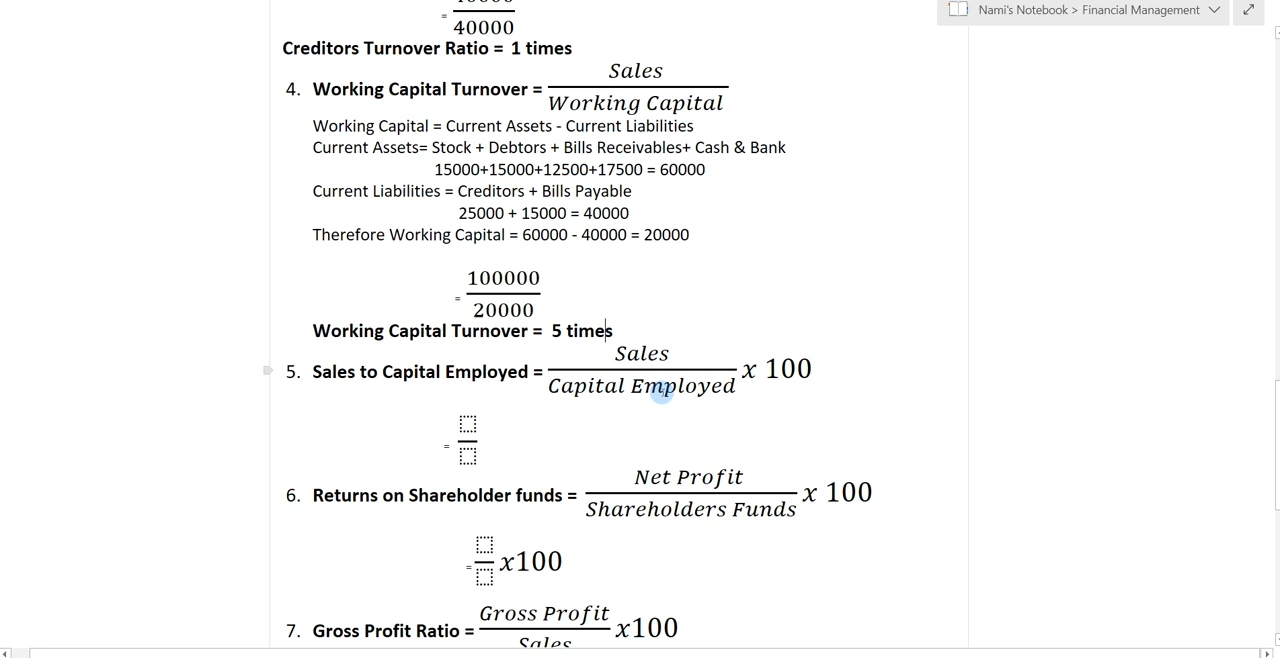 Nami's Notebook > Financial Management
=
40000
Creditors Turnover Ratio = 1 times
4. Working Capital Turnover = Sales
Working Capital
Working Capital = Current Assets - Current Liabilities
Current Assets= Stock + Debtors + Bills Receivables+ Cash & Bank
15000+15000+12500+17500 = 60000
Current Liabilities = Creditors + Bills Payable
25000 + 15000 = 40000
Therefore Working Capital = 60000 - 40000 = 20000
= 100000
20000
Working Capital Turnover = 5 times
5. Sales to Capital Employed = Sales
Capital Employed x 100
=
6. Returns on Shareholder funds = Net Profit
Shareholders Funds x 100
= x100
7. Gross Profit Ratio = Gross Profit
Sales x100